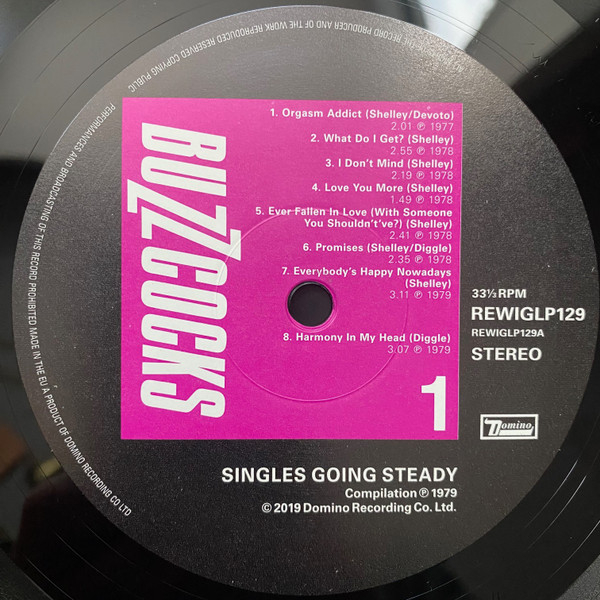 BUZZCOCKS
1. Orgasm Addict (Shelley/Devoto)
2.01 ℗ 1977
2. What Do I Get? (Shelley)
2.55 ℗ 1978
3. I Don't Mind (Shelley)
2.19 ℗ 1978
4. Love You More (Shelley)
1.49 ℗ 1978
5. Ever Fallen In Love (With Someone
You Shouldn't've?) (Shelley)
2.41 ℗ 1978
6. Promises (Shelley/Diggle)
2.35 ℗ 1978
7. Everybody's Happy Nowadays
(Shelley)
3.11 ℗ 1979
8. Harmony In My Head (Diggle)
3.07 ℗ 1979
1
33⅓ RPM
REWIGLP129
REWIGLP129A
STEREO
Domino
SINGLES GOING STEADY
Compilation ℗ 1979
© 2019 Domino Recording Co. Ltd.
THE RECORD PRODUCER AND OF THE WORK REPRODUCED RESERVED COPYING PUBLIC
PERFORMANCES AND BROADCASTING OF THIS RECORD PROHIBITED MADE IN THE EU A PRODUCT OF DOMINO RECORDING CO LTD